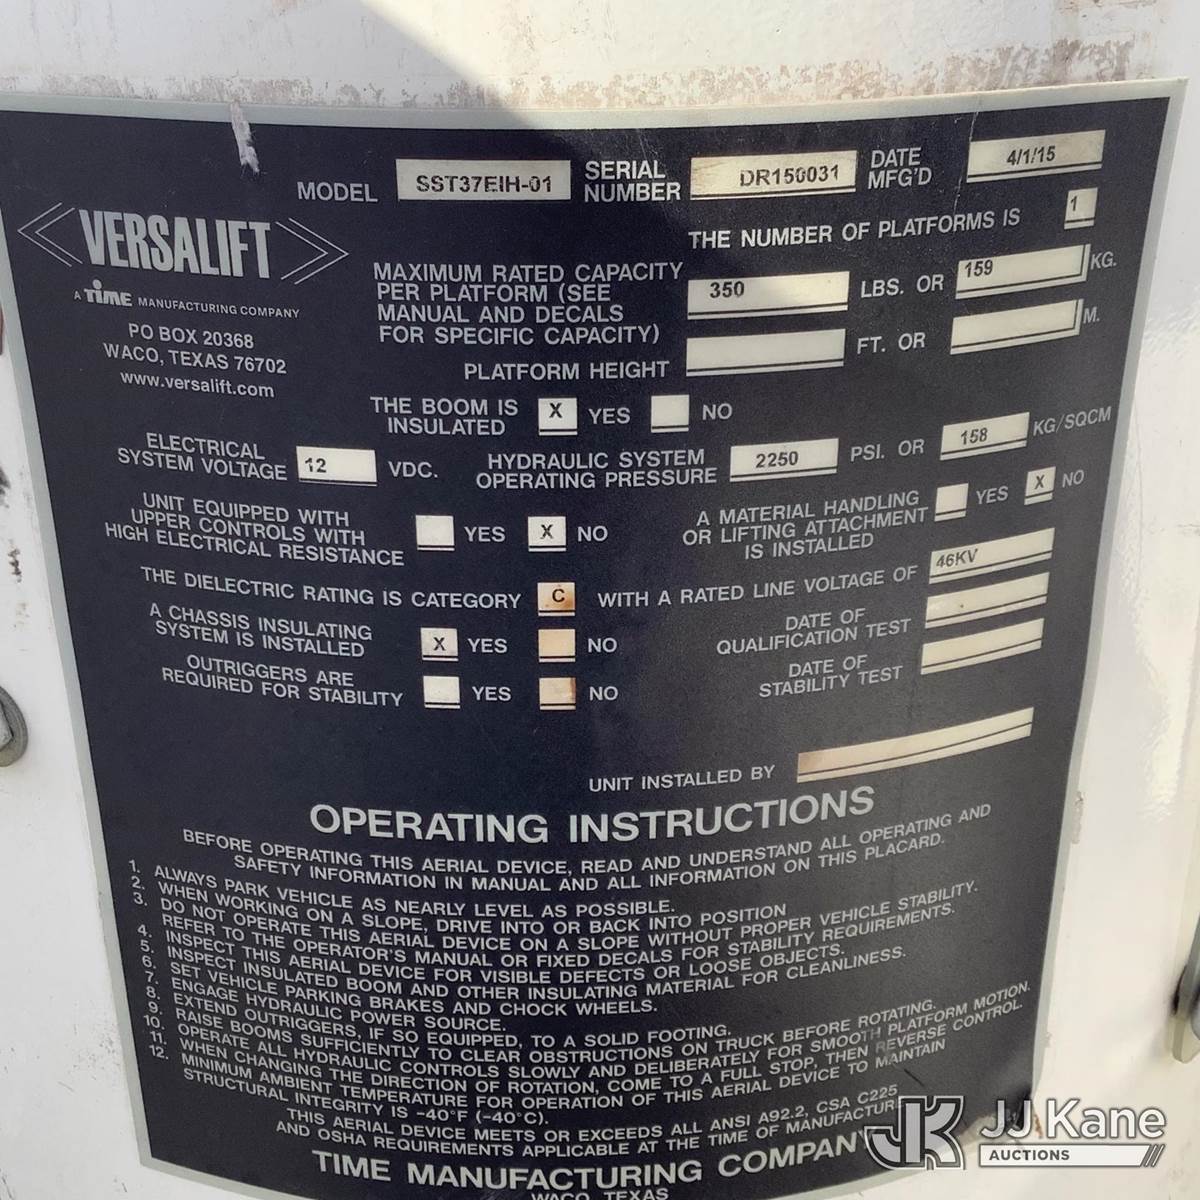 MODEL SST37EIH-01 SERIAL NUMBER DR150031 DATE MFG'D 4/1/15
VERSALIFT
A TIME MANUFACTURING COMPANY
PO BOX 20368
WACO, TEXAS 76702
www.versalift.com
THE NUMBER OF PLATFORMS IS 1
MAXIMUM RATED CAPACITY
PER PLATFORM (SEE
MANUAL AND DECALS
FOR SPECIFIC CAPACITY) 350 LBS. OR 159 KG.
PLATFORM HEIGHT FT. OR M.
THE BOOM IS
INSULATED X YES NO
ELECTRICAL
SYSTEM VOLTAGE 12 VDC.
HYDRAULIC SYSTEM
OPERATING PRESSURE 2250 PSI. OR 158 KG/SQCM
UNIT EQUIPPED WITH
UPPER CONTROLS WITH
HIGH ELECTRICAL RESISTANCE YES X NO
A MATERIAL HANDLING
OR LIFTING ATTACHMENT
IS INSTALLED YES X NO
THE DIELECTRIC RATING IS CATEGORY C WITH A RATED LINE VOLTAGE OF 46KV
A CHASSIS INSULATING
SYSTEM IS INSTALLED X YES NO
DATE OF
QUALIFICATION TEST
OUTRIGGERS ARE
REQUIRED FOR STABILITY YES NO
DATE OF
STABILITY TEST
UNIT INSTALLED BY
OPERATING INSTRUCTIONS
BEFORE OPERATING THIS AERIAL DEVICE, READ AND UNDERSTAND ALL OPERATING AND
SAFETY INFORMATION IN MANUAL AND ALL INFORMATION ON THIS PLACARD.
1. ALWAYS PARK VEHICLE AS NEARLY LEVEL AS POSSIBLE.
2. WHEN WORKING ON A SLOPE, DRIVE INTO OR BACK INTO POSITION
3. DO NOT OPERATE THIS AERIAL DEVICE ON A SLOPE WITHOUT PROPER VEHICLE STABILITY.
REFER TO THE OPERATOR'S MANUAL OR FIXED DECALS FOR STABILITY REQUIREMENTS.
4. INSPECT THIS AERIAL DEVICE FOR VISIBLE DEFECTS OR LOOSE OBJECTS.
5. INSPECT INSULATED BOOM AND OTHER INSULATING MATERIAL FOR CLEANLINESS.
6. SET VEHICLE PARKING BRAKES AND CHOCK WHEELS.
7. ENGAGE HYDRAULIC POWER SOURCE.
8. EXTEND OUTRIGGERS, IF SO EQUIPPED, TO A SOLID FOOTING.
9. RAISE BOOMS SUFFICIENTLY TO CLEAR OBSTRUCTIONS ON TRUCK BEFORE ROTATING.
10. OPERATE ALL HYDRAULIC CONTROLS SLOWLY AND DELIBERATELY FOR SMOOTH PLATFORM MOTION.
11. WHEN CHANGING THE DIRECTION OF ROTATION, COME TO A FULL STOP, THEN REVERSE CONTROL.
12. MINIMUM AMBIENT TEMPERATURE FOR OPERATION OF THIS AERIAL DEVICE TO MAINTAIN
STRUCTURAL INTEGRITY IS -40°F (-40°C).
THIS AERIAL DEVICE MEETS OR EXCEEDS ALL ANSI A92.2, CSA C225
AND OSHA REQUIREMENTS APPLICABLE AT THE TIME OF MANUFACTUR
TIME MANUFACTURING COMPANY
WACO, TEXAS
JK JJ Kane
AUCTIONS